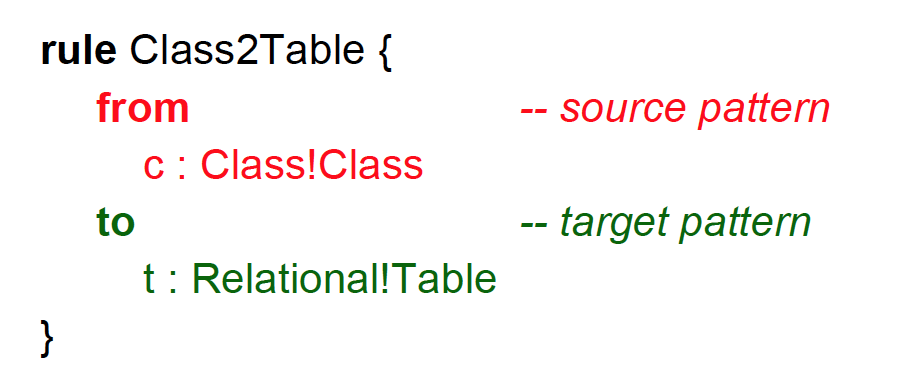 rule Class2Table {
from -- source pattern
c : Class!Class
to -- target pattern
t : Relational!Table
}